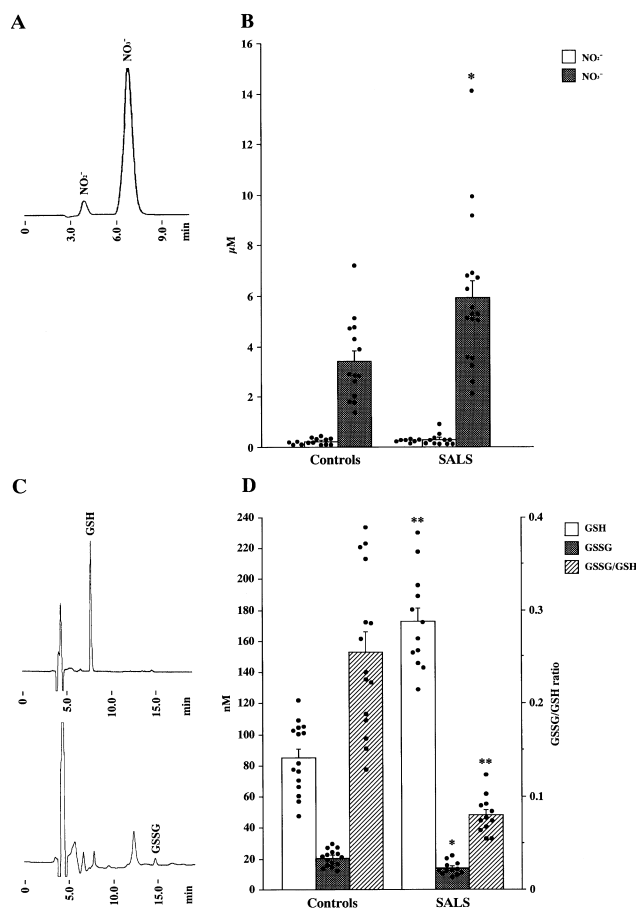 A
NO₂⁻
NO₃⁻
0
3.0
6.0
9.0
min
B
NO₂⁻
NO₃⁻
*
16
14
12
10
8
6
4
2
0
µM
Controls
SALS
C
GSH
0
5.0
10.0
15.0
min
GSSG
0
5.0
10.0
15.0
min
D
GSH
GSSG
GSSG/GSH
**
*
**
240
220
200
180
160
140
120
100
80
60
40
20
0
nM
0.4
0.3
0.2
0.1
0
GSSG/GSH ratio
Controls
SALS